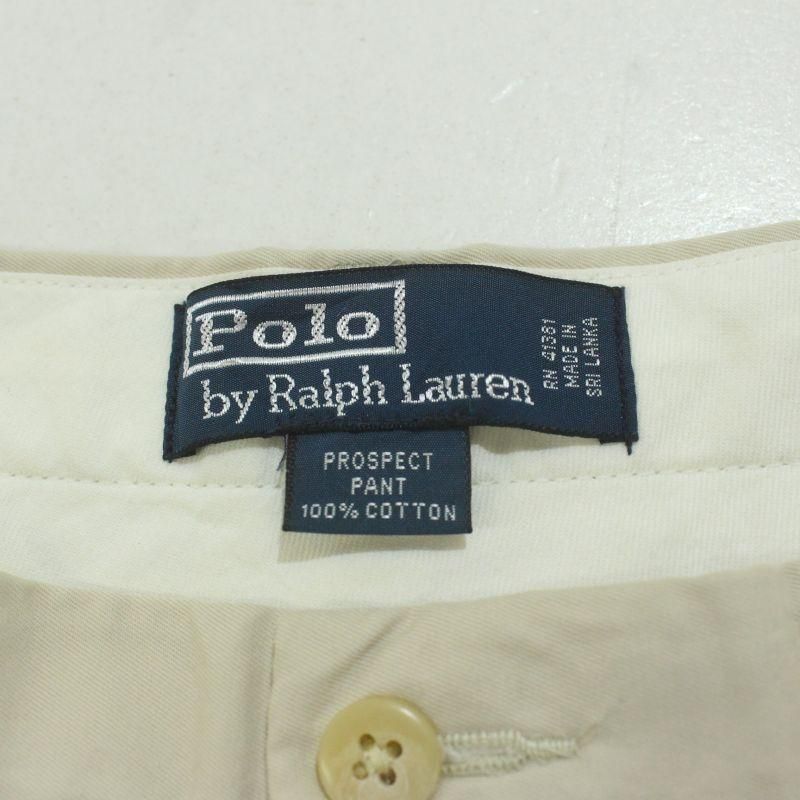 Polo
by Ralph Lauren
RN 41381
MADE IN
SRI LANKA
PROSPECT
PANT
100% COTTON